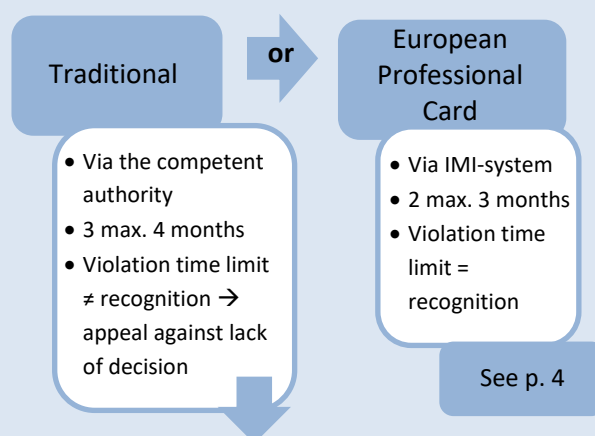 Traditional
or
European
Professional
Card
• Via the competent
authority
• 3 max. 4 months
• Violation time limit
≠ recognition →
appeal against lack
of decision
• Via IMI-system
• 2 max. 3 months
• Violation time
limit =
recognition
See p. 4